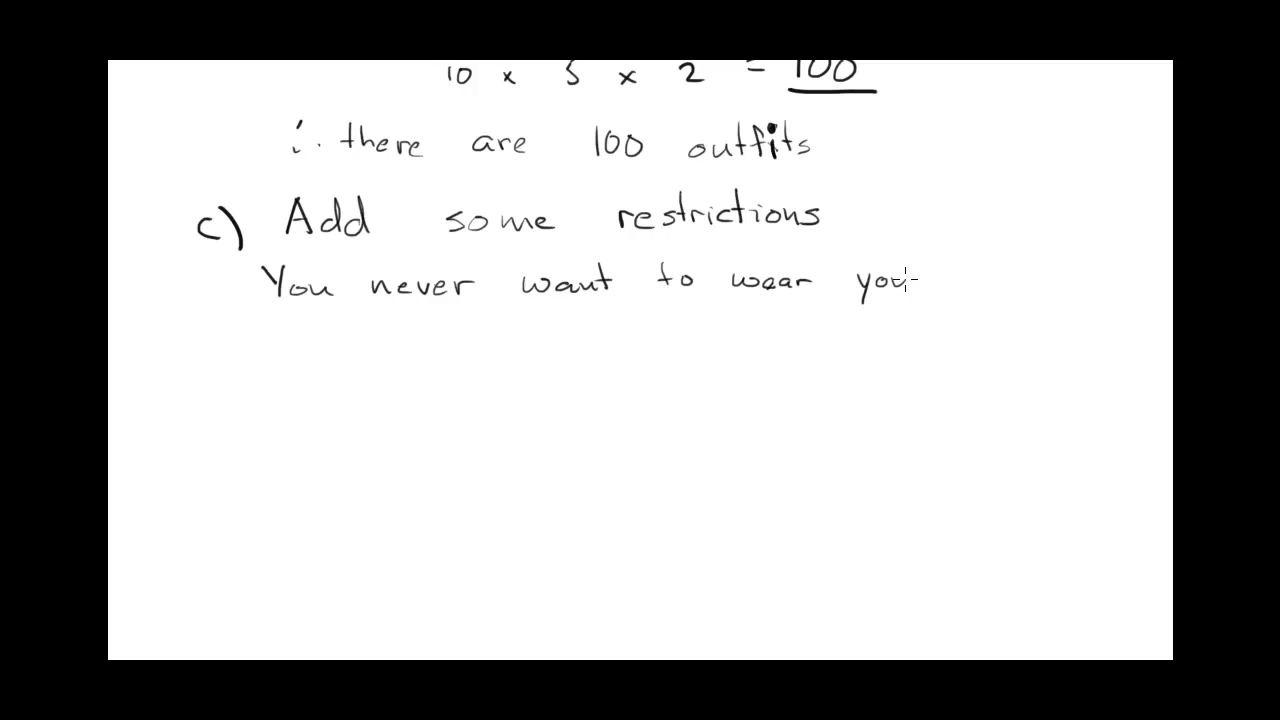 10 x 5 x 2 = 100
∴ there are 100 outfits
c) Add some restrictions
You never want to wear you